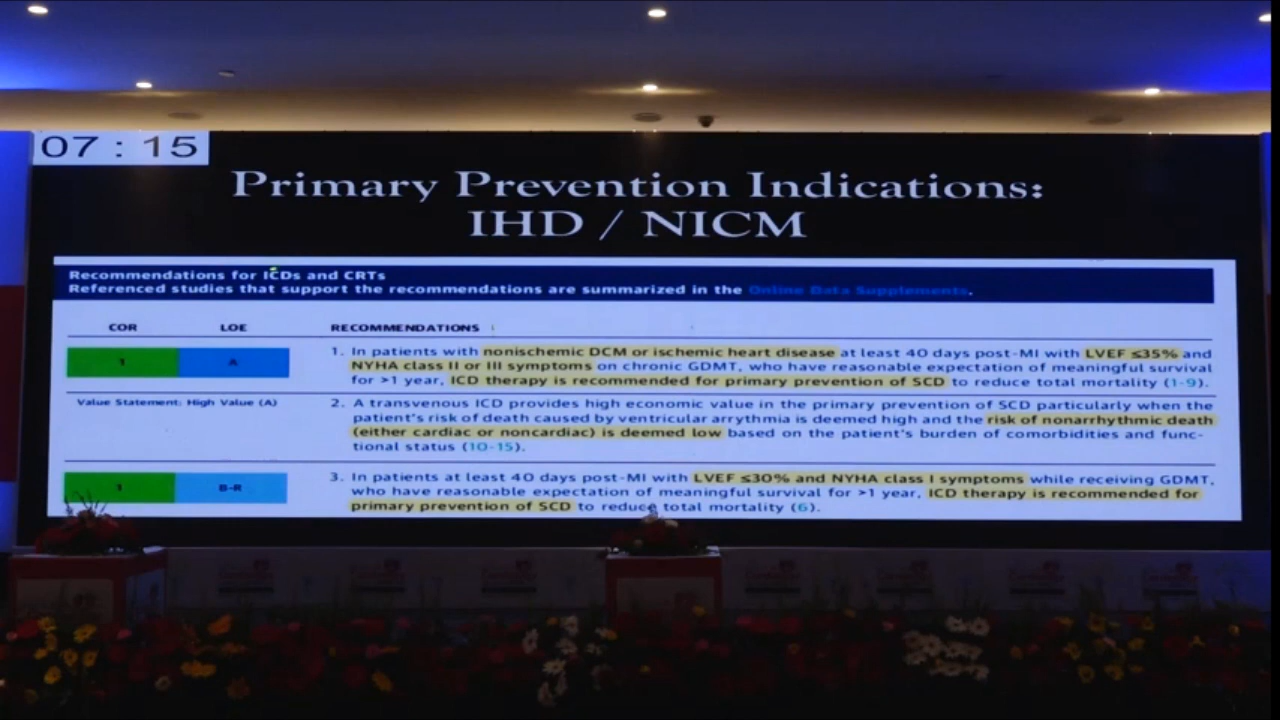 07 : 15
Primary Prevention Indications:
IHD / NICM
Recommendations for ICDs and CRTs
Referenced studies that support the recommendations are summarized in the Online Data Supplements.
COR LOE RECOMMENDATIONS
1 A
1. In patients with nonischemic DCM or ischemic heart disease at least 40 days post-MI with LVEF ≤35% and
NYHA class II or III symptoms on chronic GDMT, who have reasonable expectation of meaningful survival
for >1 year, ICD therapy is recommended for primary prevention of SCD to reduce total mortality (1-9).
Value Statement: High Value (A)
2. A transvenous ICD provides high economic value in the primary prevention of SCD particularly when the
patient's risk of death caused by ventricular arrythmia is deemed high and the risk of nonarrhythmic death
(either cardiac or noncardiac) is deemed low based on the patient's burden of comorbidities and func-
tional status (10-15).
1 B-R
3. In patients at least 40 days post-MI with LVEF ≤30% and NYHA class I symptoms while receiving GDMT,
who have reasonable expectation of meaningful survival for >1 year, ICD therapy is recommended for
primary prevention of SCD to reduce total mortality (6).